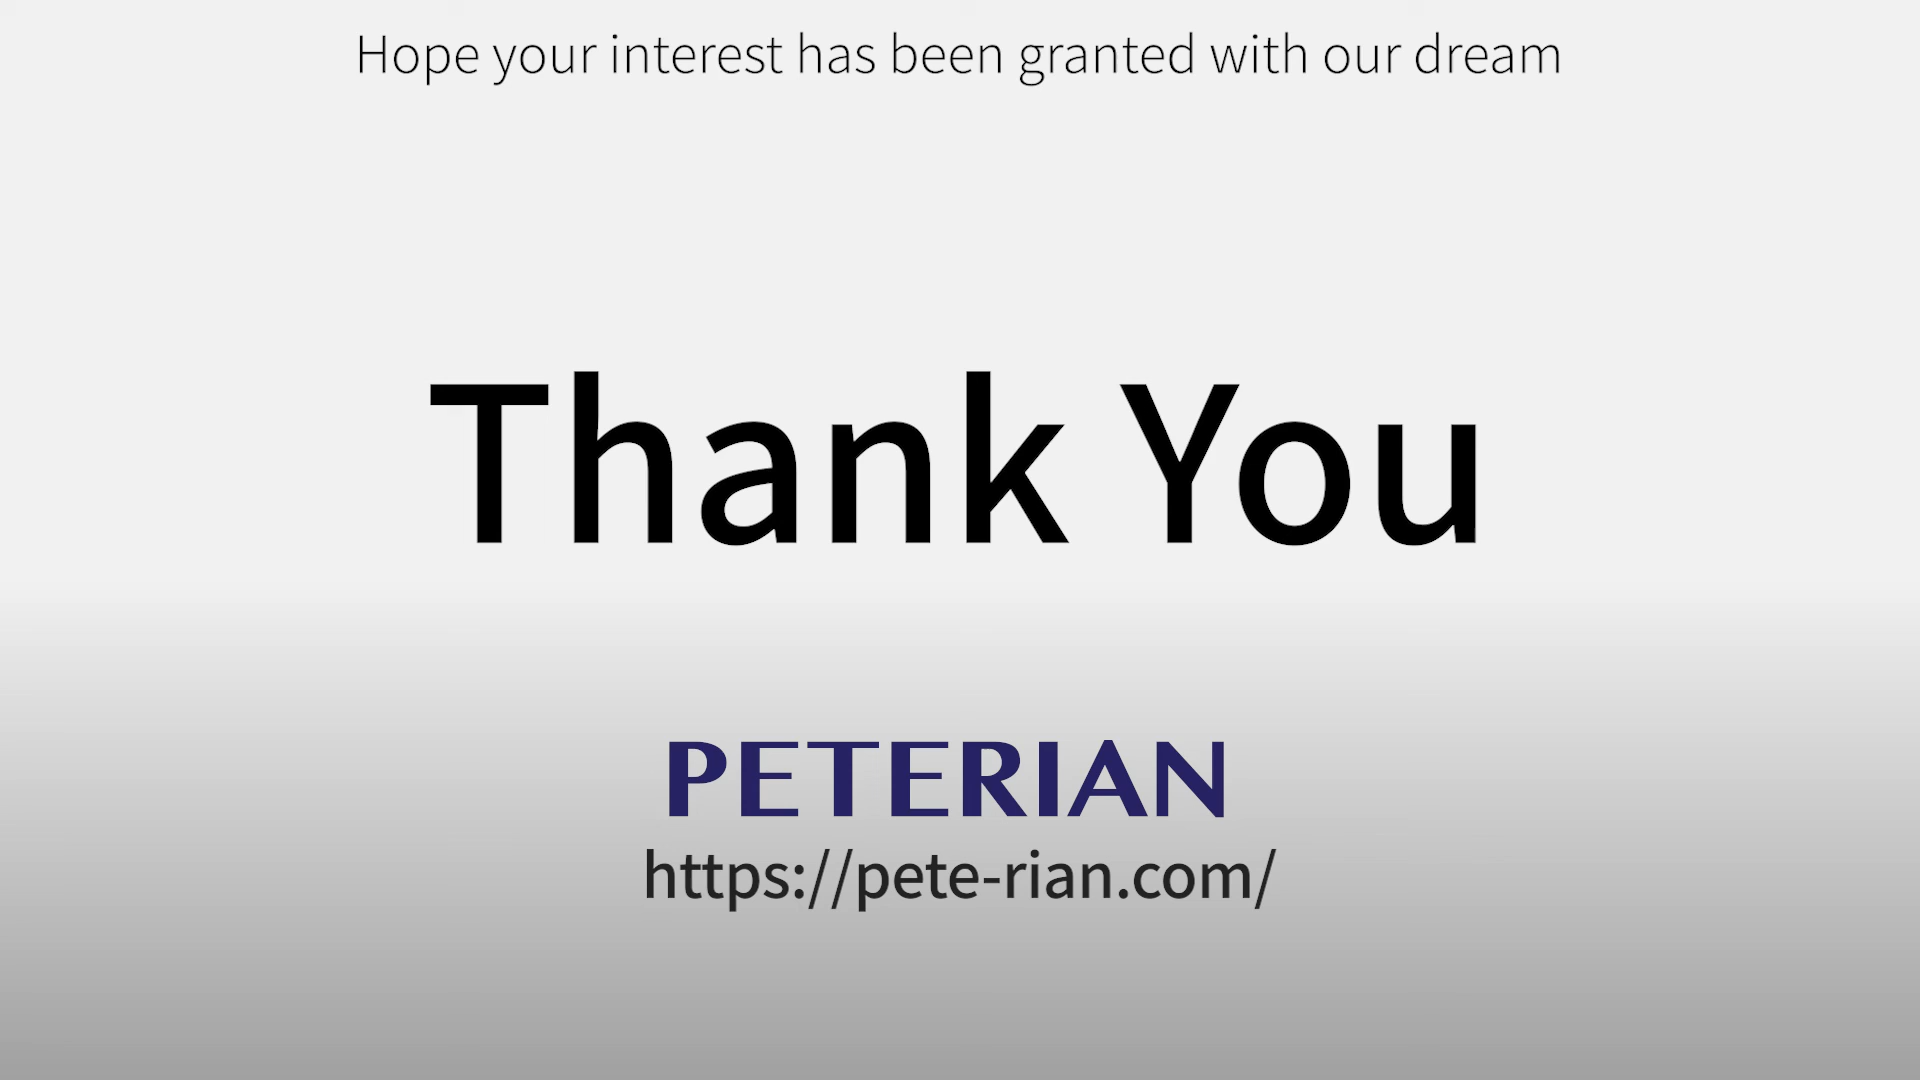 Hope your interest has been granted with our dream
Thank You
PETERIAN
https://pete-rian.com/